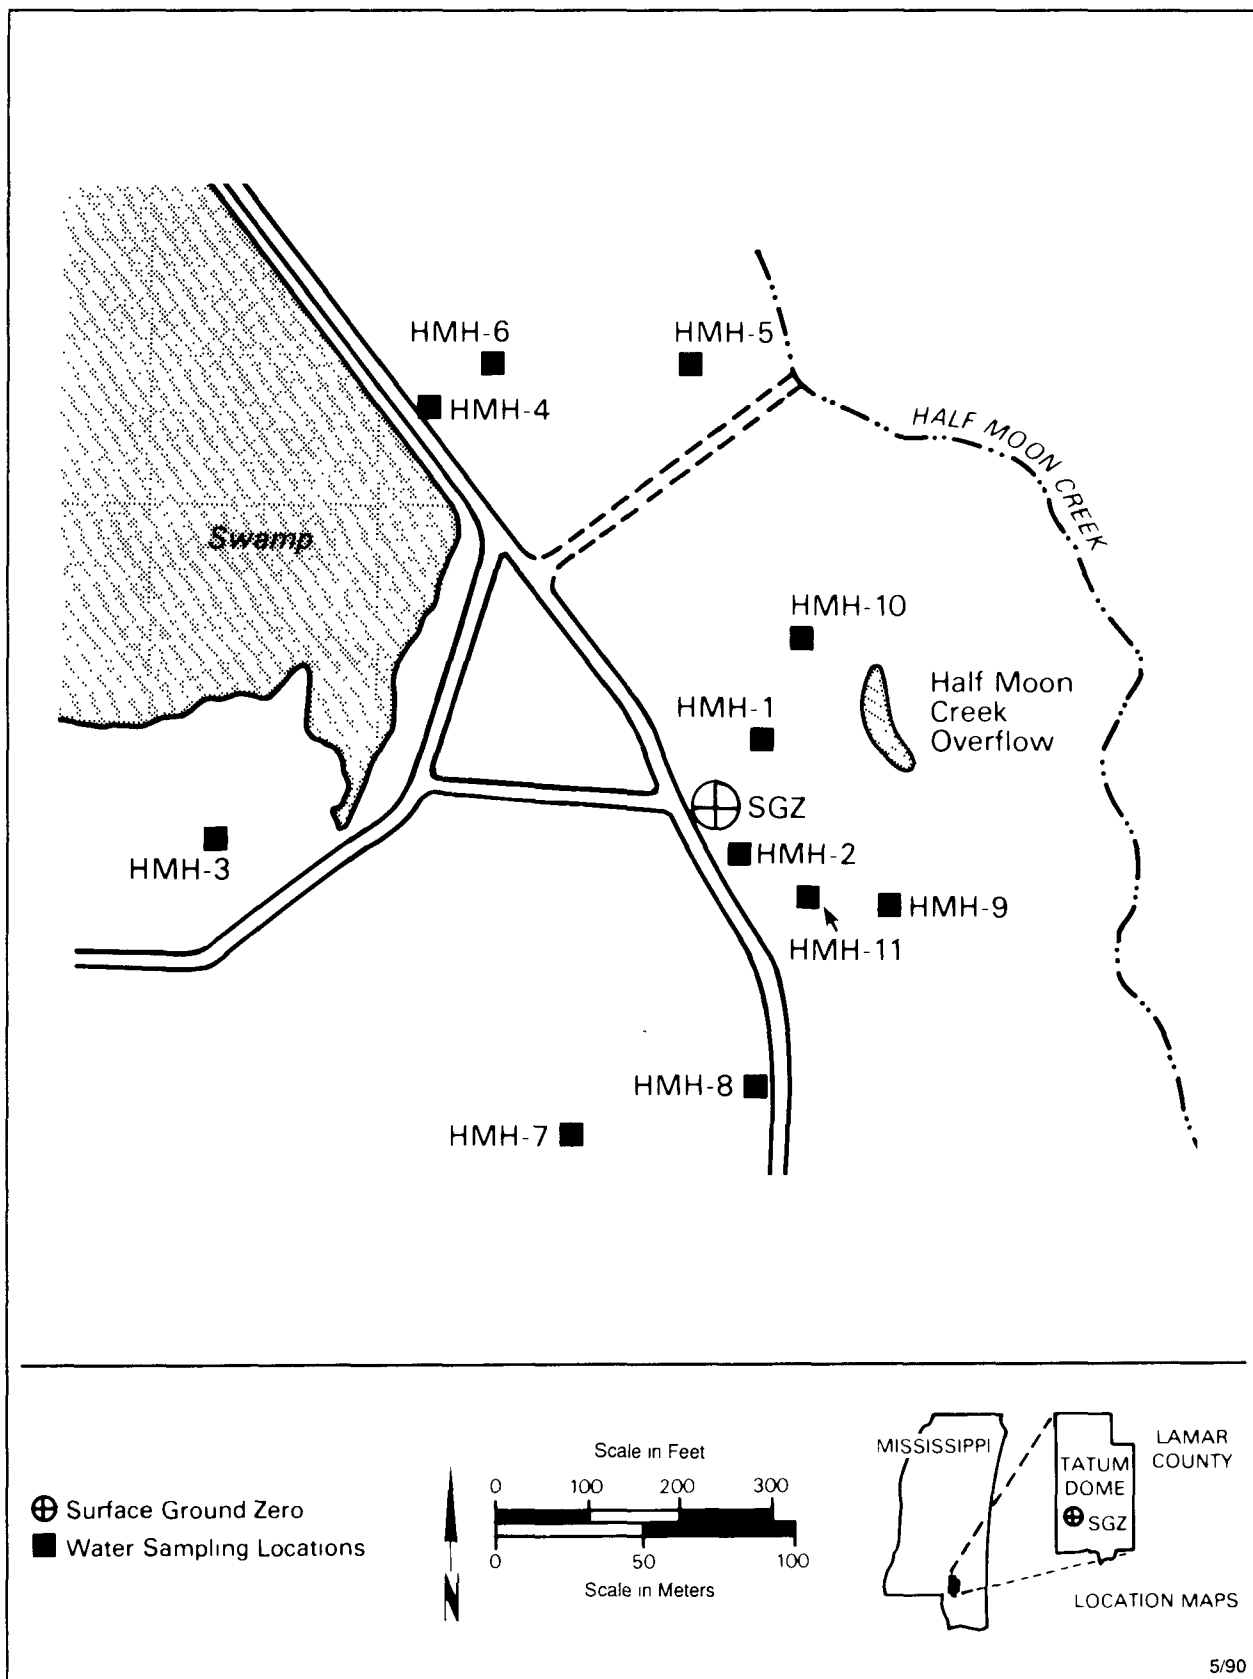 HMH-6
HMH-5
HMH-4
HALF MOON CREEK
Swamp
HMH-10
Half Moon
Creek
Overflow
HMH-1
SGZ
HMH-3
HMH-2
HMH-9
HMH-11
HMH-8
HMH-7
Surface Ground Zero
Water Sampling Locations
N
Scale in Feet
0 100 200 300
0 50 100
Scale in Meters
MISSISSIPPI
LAMAR
COUNTY
TATUM
DOME
SGZ
LOCATION MAPS
5/90